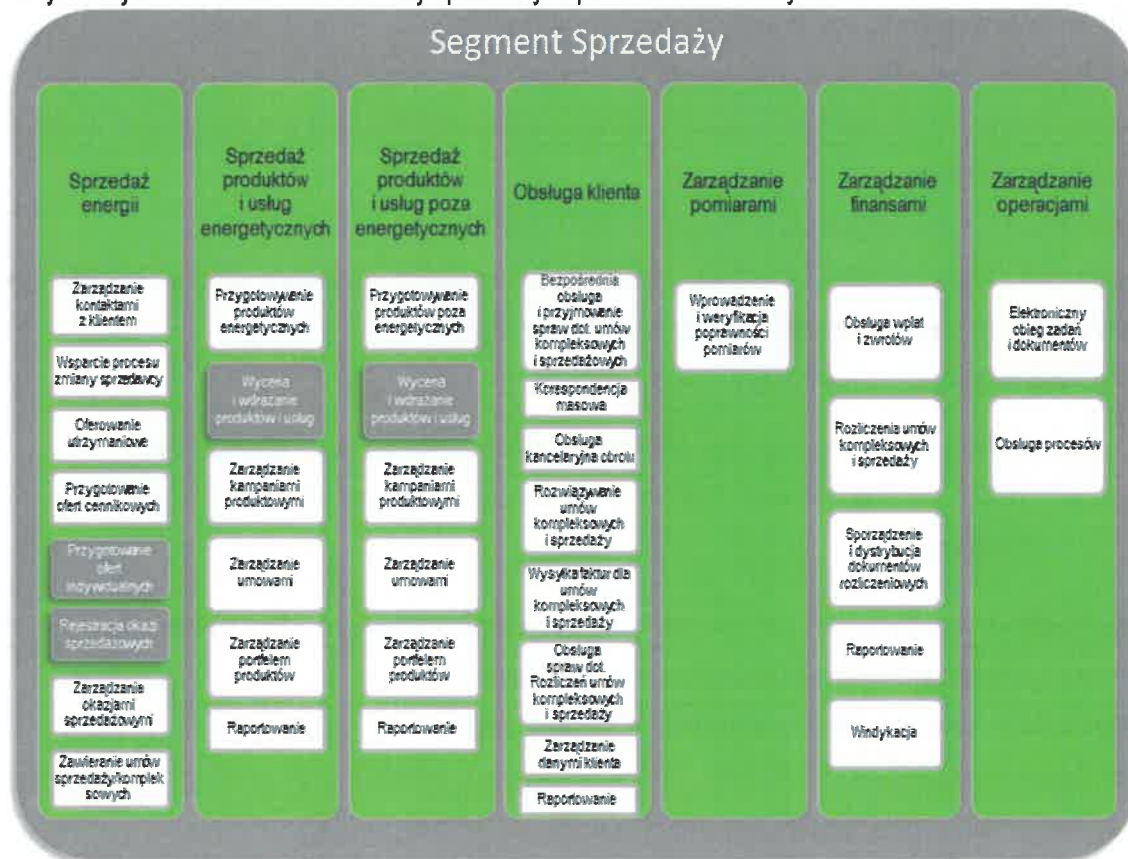 Segment Sprzedaży
Sprzedaż
energii
Zarządzanie
kontaktami
z klientem
Wsparcie procesu
zmiany sprzedawcy
Oferowanie
utrzymaniowe
Przygotowanie
ofert cennikowych
Przygotowanie
ofert
indywidualnych
Rejestracja okazji
sprzedażowych
Zarządzanie
okazjami
sprzedażowymi
Zawieranie umów
sprzedaży/komplek
sowych
Sprzedaż
produktów
i usług
energetycznych
Przygotowywanie
produktów
energetycznych
Wycena
i wdrażanie
produktów i usług
Zarządzanie
kampaniami
produktowymi
Zarządzanie
umowami
Zarządzanie
portfelem
produktów
Raportowanie
Sprzedaż
produktów
i usług poza
energetycznych
Przygotowywanie
produktów poza
energetycznych
Wycena
i wdrażanie
produktów i usług
Zarządzanie
kampaniami
produktowymi
Zarządzanie
umowami
Zarządzanie
portfelem
produktów
Raportowanie
Obsługa klienta
Bezpośrednia
obsługa
i przyjmowanie
spraw dot. umów
kompleksowych
i sprzedażowych
Korespondencja
masowa
Obsługa
kancelaryjna obrotu
Rozwiązywanie
umów
kompleksowych
i sprzedaży
Wysyłka faktur dla
umów
kompleksowych
i sprzedaży
Obsługa
spraw dot.
Rozliczeń umów
kompleksowych
i sprzedaży
Zarządzanie
danymi klienta
Raportowanie
Zarządzanie
pomiarami
Wprowadzenie
i weryfikacja
poprawności
pomiarów
Zarządzanie
finansami
Obsługa wpłat
i zwrotów
Rozliczenia umów
kompleksowych
i sprzedaży
Sporządzenie
i dystrybucja
dokumentów
rozliczeniowych
Raportowanie
Windykacja
Zarządzanie
operacjami
Elektroniczny
obieg zadań
i dokumentów
Obsługa procesów